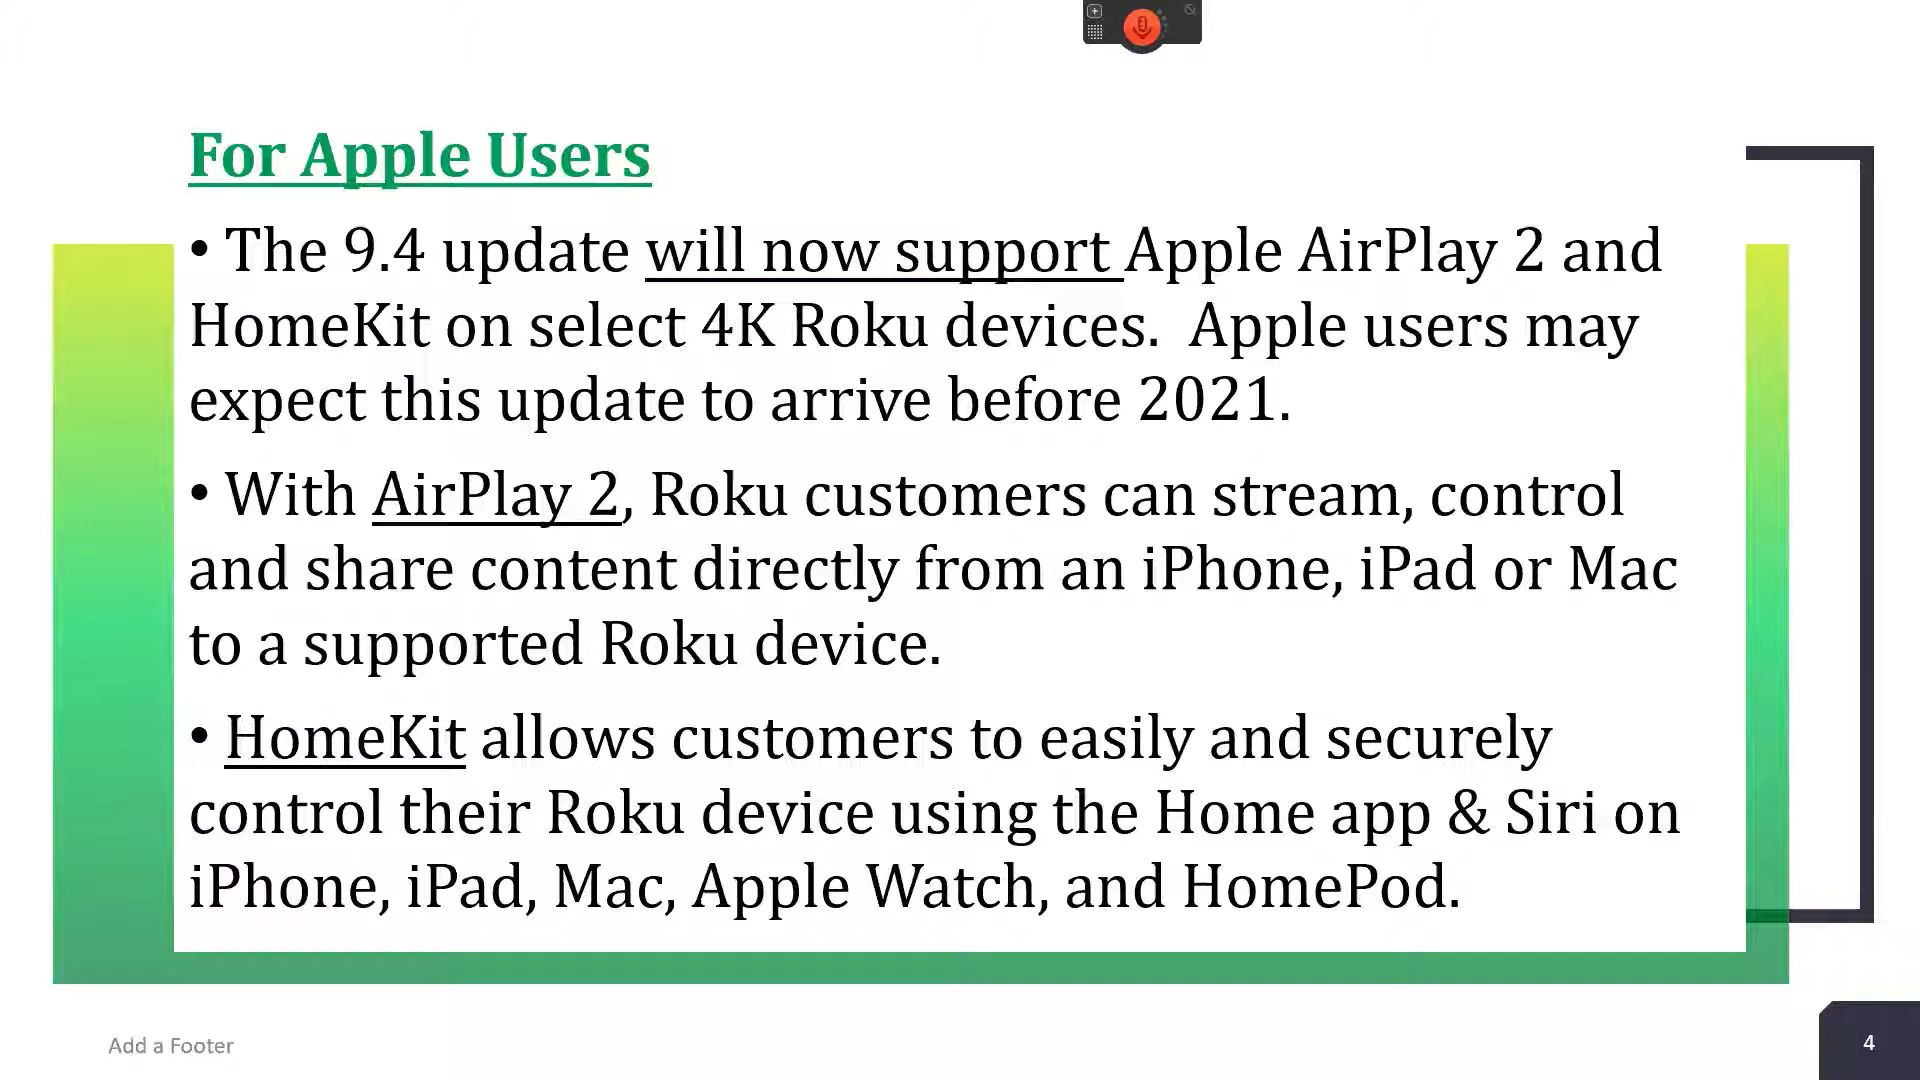 For Apple Users
• The 9.4 update will now support Apple AirPlay 2 and
HomeKit on select 4K Roku devices.  Apple users may
expect this update to arrive before 2021.
• With AirPlay 2, Roku customers can stream, control
and share content directly from an iPhone, iPad or Mac
to a supported Roku device.
• HomeKit allows customers to easily and securely
control their Roku device using the Home app & Siri on
iPhone, iPad, Mac, Apple Watch, and HomePod.
Add a Footer
4